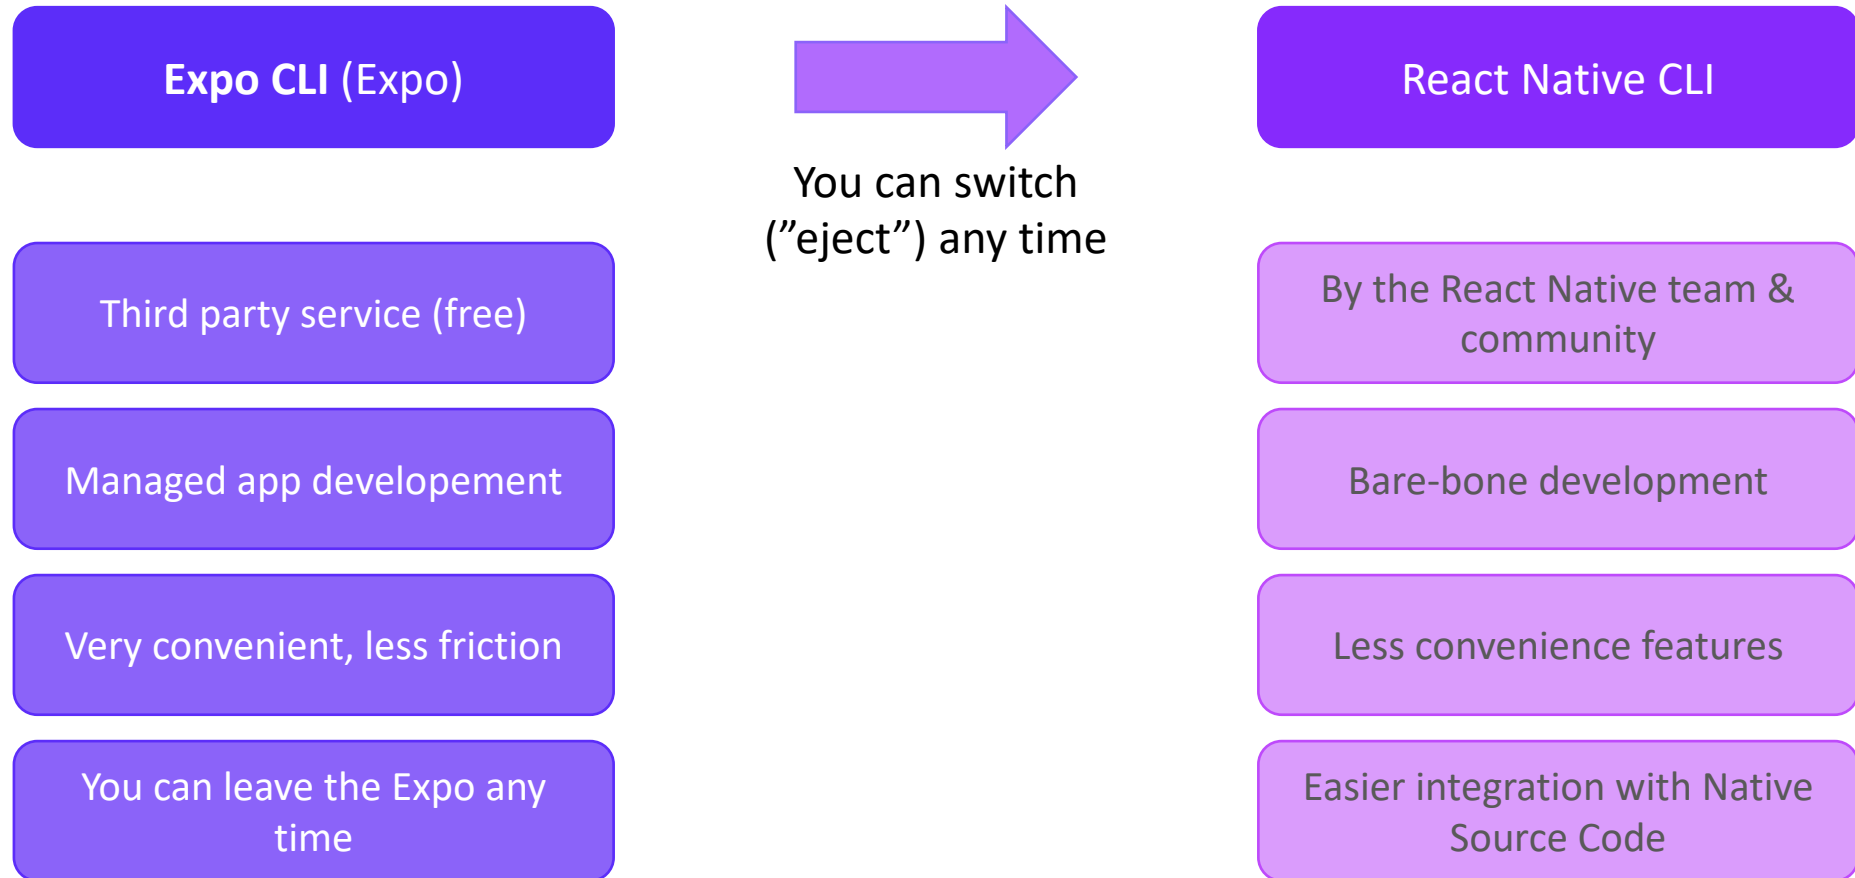 Expo CLI (Expo)
React Native CLI
You can switch
(”eject”) any time
Third party service (free)
By the React Native team &
community
Managed app developement
Bare-bone development
Very convenient, less friction
Less convenience features
You can leave the Expo any
time
Easier integration with Native
Source Code